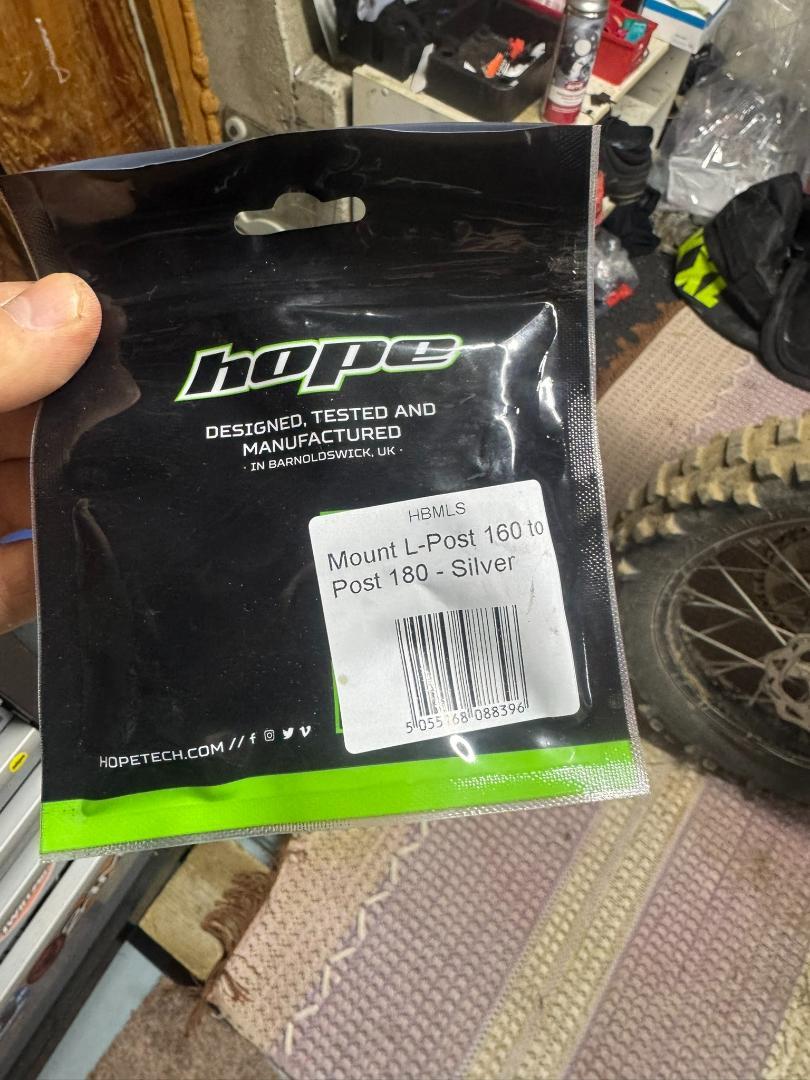 hope
DESIGNED, TESTED AND
MANUFACTURED
· IN BARNOLDSWICK, UK ·
HBMLS
Mount L-Post 160 to
Post 180 - Silver
5 055168 088396
HOPETECH.COM //